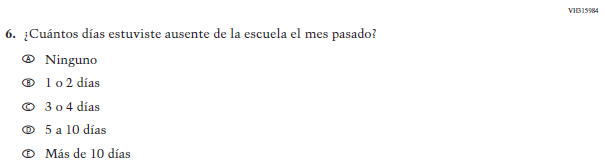 VH315984
6. ¿Cuántos días estuviste ausente de la escuela el mes pasado?
A Ninguno
B 1 o 2 días
C 3 o 4 días
D 5 a 10 días
E Más de 10 días